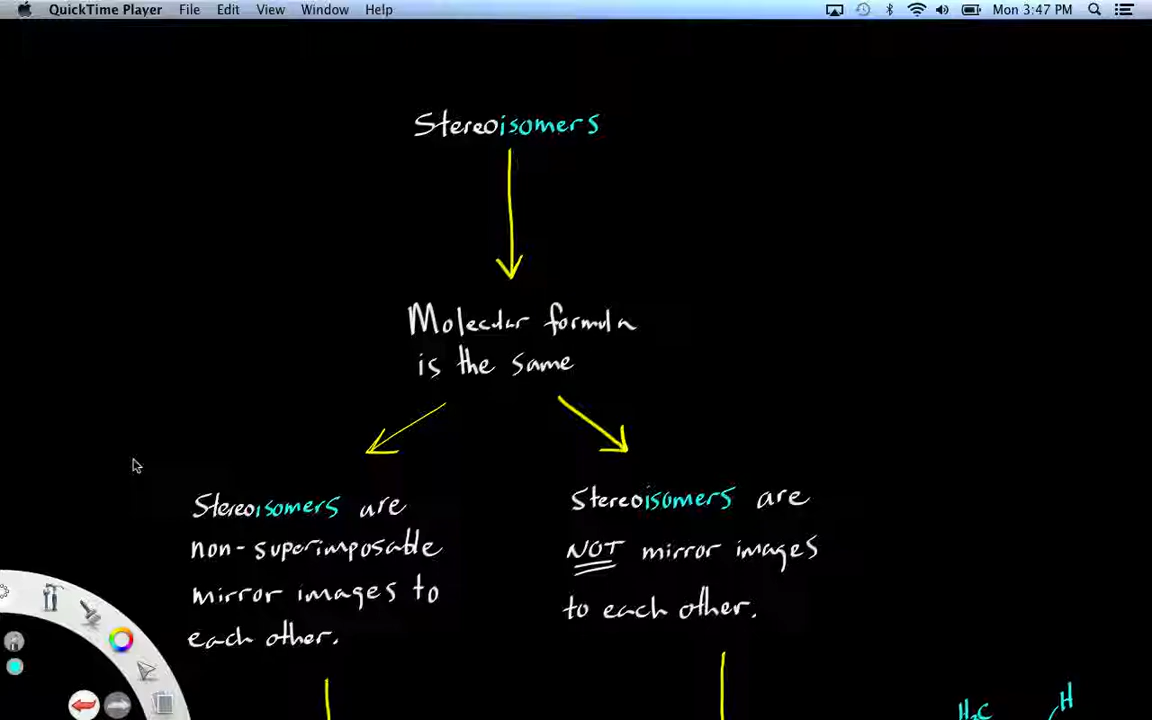 QuickTime Player File Edit View Window Help Mon 3:47 PM
Stereoisomers
Molecular formula
is the same
Stereoisomers are
non-superimposable
mirror images to
each other.
Stereoisomers are
NOT mirror images
to each other.
H₃C H